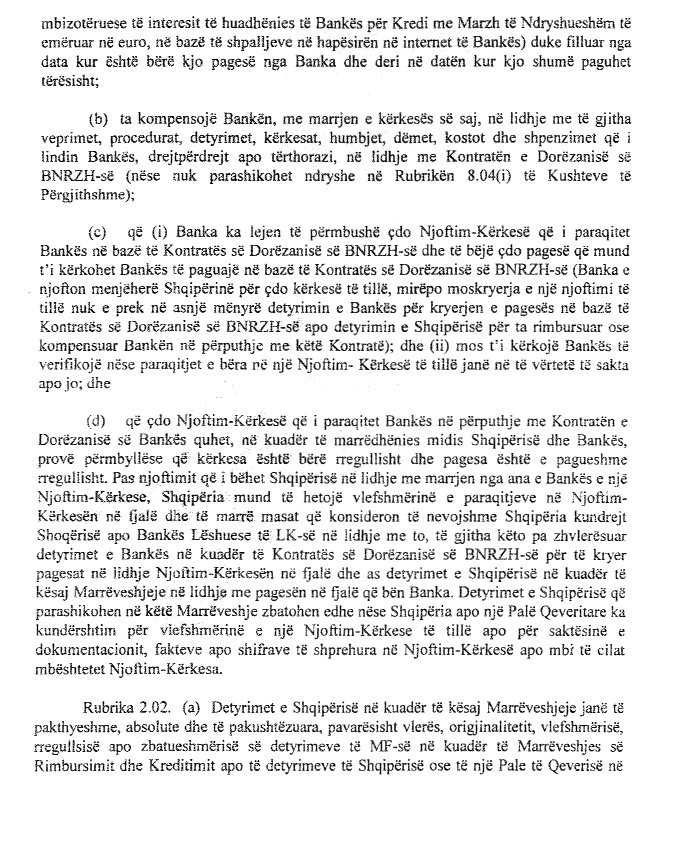 mbizotëruese të interesit të huadhënies të Bankës për Kredi me Marzh të Ndryshueshëm të
emëruar në euro, në bazë të shpalljeve në hapësirën në internet të Bankës) duke filluar nga
data kur është bërë kjo pagesë nga Banka dhe deri në datën kur kjo shumë paguhet
tërësisht;
(b) ta kompensojë Bankën, me marrjen e kërkesës së saj, në lidhje me të gjitha
veprimet, procedurat, detyrimet, kërkesat, humbjet, dëmet, kostot dhe shpenzimet që i
lindin Bankës, drejtpërdrejt apo tërthorazi, në lidhje me Kontratën e Dorëzanisë së
BNRZH-së (nëse nuk parashikohet ndryshe në Rubrikën 8.04(i) të Kushteve të
Përgjithshme);
(c) që (i) Banka ka lejen të përmbushë çdo Njoftim-Kërkesë që i paraqitet
Bankës në bazë të Kontratës së Dorëzanisë së BNRZH-së dhe të bëjë çdo pagesë që mund
t'i kërkohet Bankës të paguajë në bazë të Kontratës së Dorëzanisë së BNRZH-së (Banka e
njofton menjëherë Shqipërinë për çdo kërkesë të tillë, mirëpo moskryerja e një njoftimi të
tillë nuk e prek në asnjë mënyrë detyrimin e Bankës për kryerjen e pagesës në bazë të
Kontratës së Dorëzanisë së BNRZH-së apo detyrimin e Shqipërisë për ta rimbursuar ose
kompensuar Bankën në përputhje me këtë Kontratë); dhe (ii) mos t'i kërkojë Bankës të
verifikojë nëse paraqitjet e bëra në një Njoftim- Kërkesë të tillë janë në të vërtetë të sakta
apo jo; dhe
(d) që çdo Njoftim-Kërkesë që i paraqitet Bankës në përputhje me Kontratën e
Dorëzanisë së Bankës quhet, në kuadër të marrëdhënies midis Shqipërisë dhe Bankës,
provë përmbyllëse që kërkesa është bërë rregullisht dhe pagesa është e pagueshme
rregullisht. Pas njoftimit që i bëhet Shqipërisë në lidhje me marrjen nga ana e Bankës e një
Njoftim-Kërkese, Shqipëria mund të hetojë vlefshmërinë e paraqitjeve në Njoftim-
Kërkesën në fjalë dhe të marrë masat që konsideron të nevojshme Shqipëria kundrejt
Shoqërisë apo Bankës Lëshuese të LK-së në lidhje me to, të gjitha këto pa zhvlerësuar
detyrimet e Bankës në kuadër të Kontratës së Dorëzanisë së BNRZH-së për të kryer
pagesat në lidhje Njoftim-Kërkesën në fjalë dhe as detyrimet e Shqipërisë në kuadër të
kësaj Marrëveshjeje në lidhje me pagesën në fjalë që bën Banka. Detyrimet e Shqipërisë që
parashikohen në këtë Marrëveshje zbatohen edhe nëse Shqipëria apo një Palë Qeveritare ka
kundërshtim për vlefshmërinë e një Njoftim-Kërkese të tillë apo për saktësinë e
dokumentacionit, fakteve apo shifrave të shprehura në Njoftim-Kërkesë apo mbi të cilat
mbështetet Njoftim-Kërkesa.
Rubrika 2.02. (a) Detyrimet e Shqipërisë në kuadër të kësaj Marrëveshjeje janë të
pakthyeshme, absolute dhe të pakushtëzuara, pavarësisht vlerës, origjinalitetit, vlefshmërisë,
rregullsisë apo zbatueshmërisë së detyrimeve të MF-së në kuadër të Marrëveshjes së
Rimbursimit dhe Kreditimit apo të detyrimeve të Shqipërisë ose të një Pale të Qeverisë në